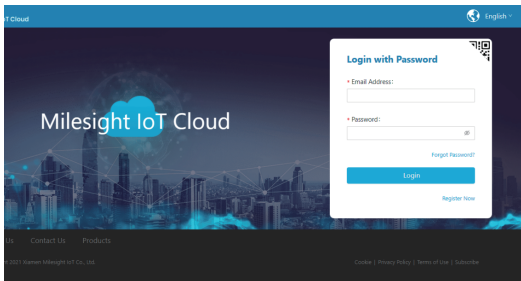 IoT Cloud
English
Login with Password
* Email Address:
Milesight IoT Cloud
* Password:
Forgot Password?
Login
Register Now
Us Contact Us Products
© 2021 Xiamen Milesight IoT Co., Ltd.
Cookie | Privacy Policy | Terms of Use | Subscribe